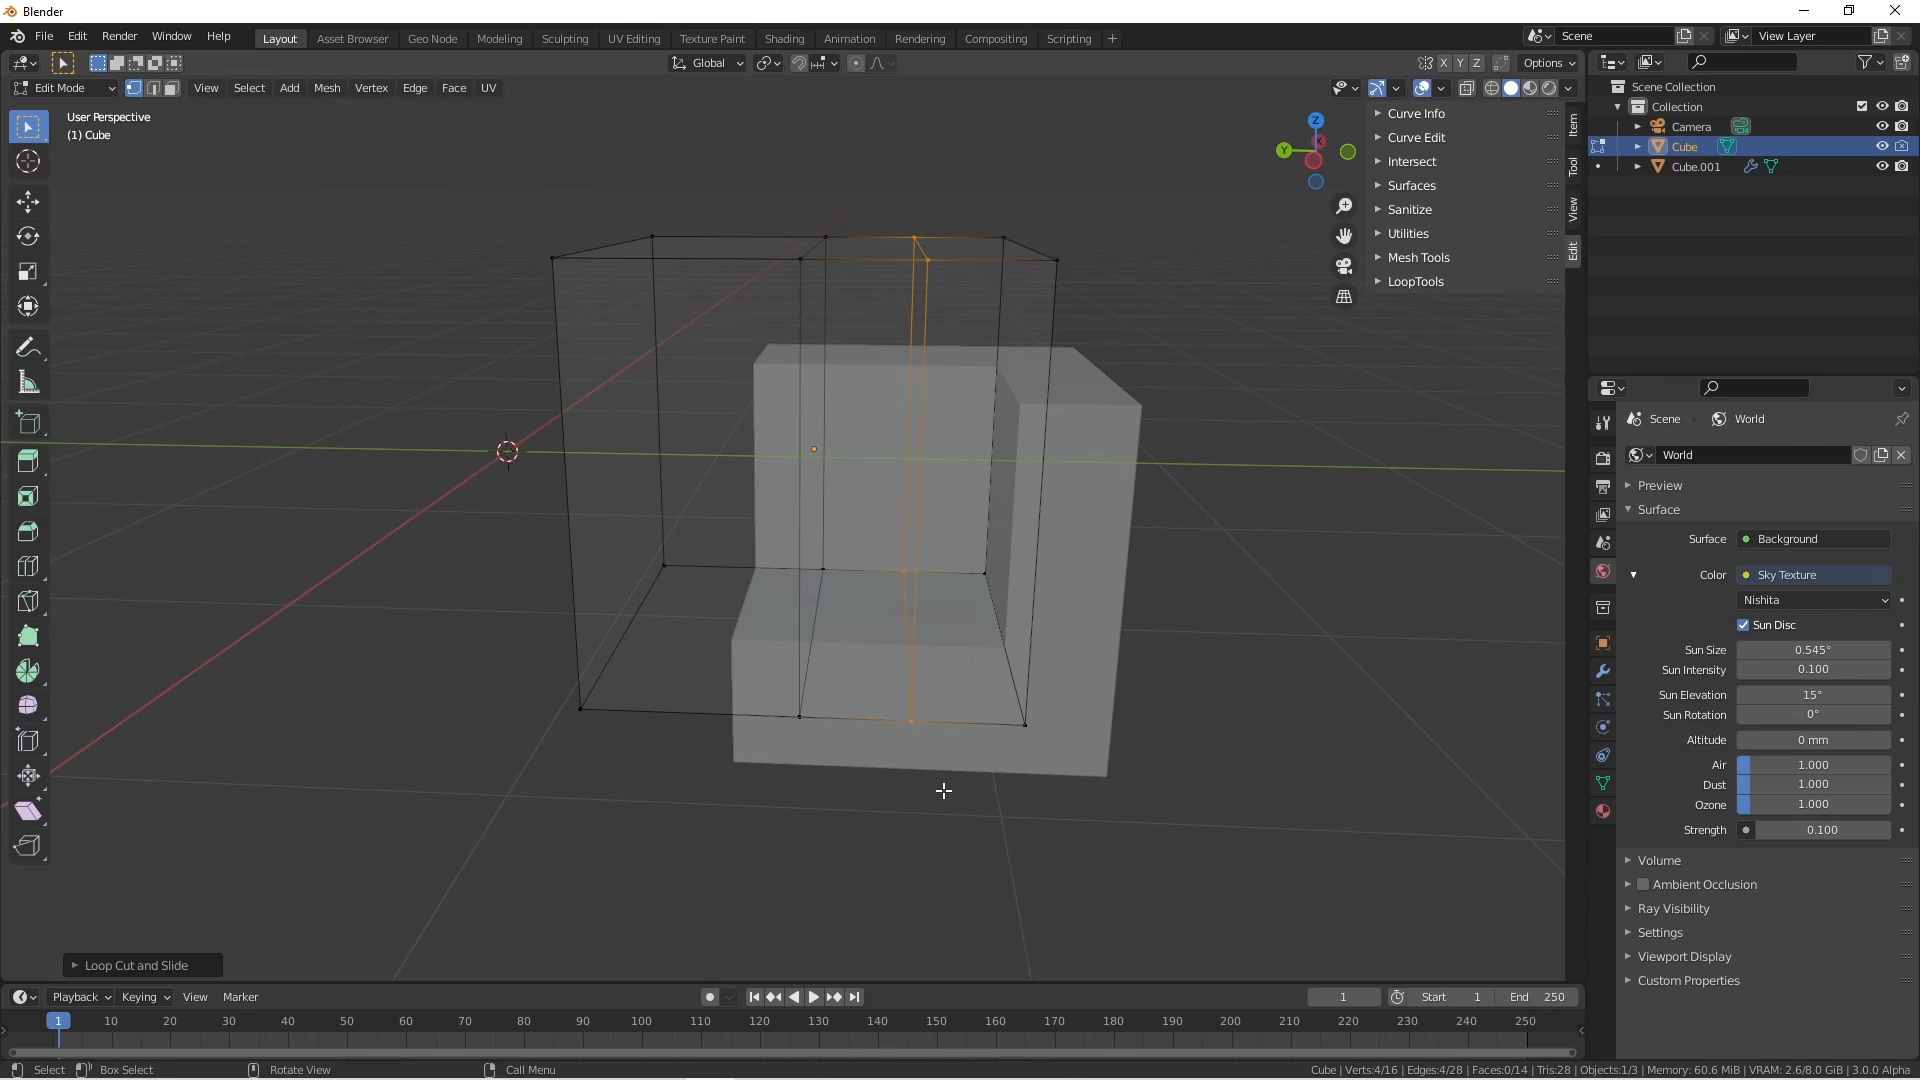 Blender
File Edit Render Window Help Layout Asset Browser Geo Node Modeling Sculpting UV Editing Texture Paint Shading Animation Rendering Compositing Scripting + Scene View Layer
Global X Y Z Options
Edit Mode View Select Add Mesh Vertex Edge Face UV
User Perspective
(1) Cube
Z
Y
X
Curve Info
Curve Edit
Intersect
Surfaces
Sanitize
Utilities
Mesh Tools
LoopTools
Item
Tool
View
Edit
Loop Cut and Slide
Scene Collection
Collection
Camera
Cube
Cube.001
Scene World
World
Preview
Surface
Surface Background
Color Sky Texture
Nishita
Sun Disc
Sun Size 0.545°
Sun Intensity 0.100
Sun Elevation 15°
Sun Rotation 0°
Altitude 0 mm
Air 1.000
Dust 1.000
Ozone 1.000
Strength 0.100
Volume
Ambient Occlusion
Ray Visibility
Settings
Viewport Display
Custom Properties
Playback Keying View Marker 1 Start 1 End 250
1 10 20 30 40 50 60 70 80 90 100 110 120 130 140 150 160 170 180 190 200 210 220 230 240 250
Select Box Select Rotate View Call Menu Cube | Verts:4/16 | Edges:4/28 | Faces:0/14 | Tris:28 | Objects:1/3 | Memory: 60.6 MiB | VRAM: 2.6/8.0 GiB | 3.0.0 Alpha